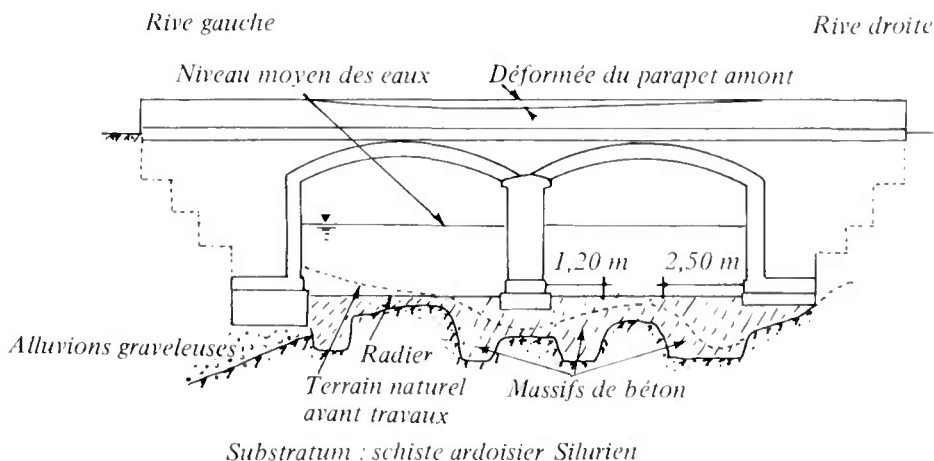 Rive gauche
Rive droite
Niveau moyen des eaux
Déformée du parapet amont
1,20 m
2,50 m
Alluvions graveleuses
Radier
Terrain naturel
avant travaux
Massifs de béton
Substratum : schiste ardoisier Silurien